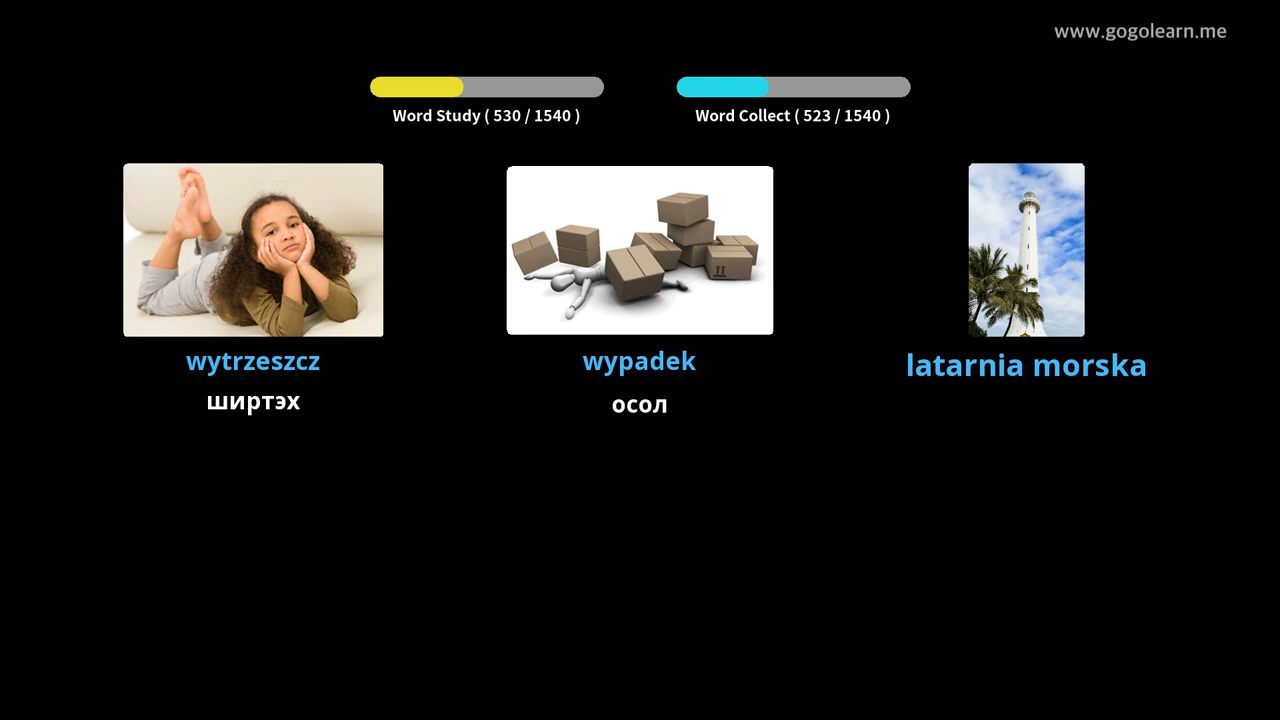 www.gogolearn.me
Word Study ( 530 / 1540 )
Word Collect ( 523 / 1540 )
wytrzeszcz
ширтэх
wypadek
осол
latarnia morska